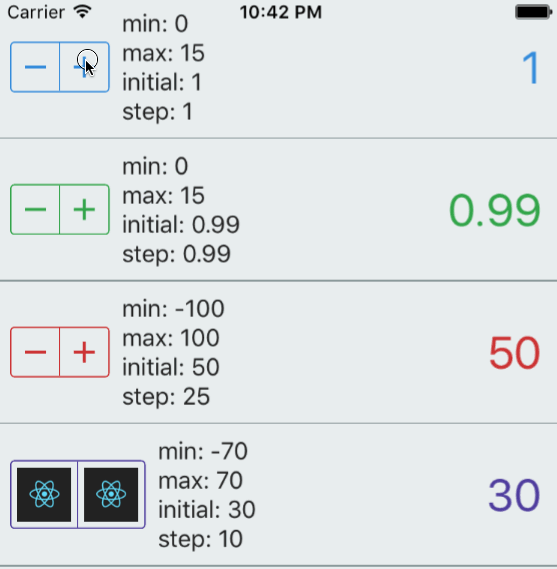 Carrier 10:42 PM
min: 0
max: 15
initial: 1
step: 1
1
min: 0
max: 15
initial: 0.99
step: 0.99
0.99
min: -100
max: 100
initial: 50
step: 25
50
min: -70
max: 70
initial: 30
step: 10
30